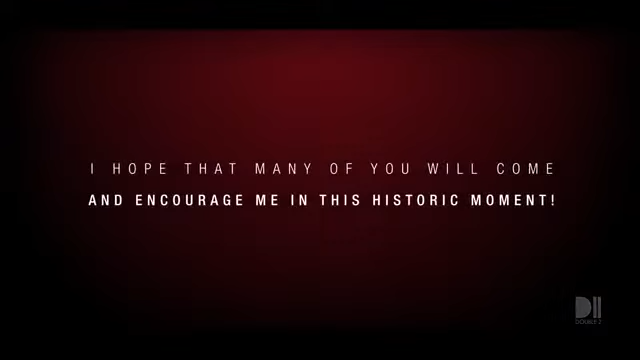 I HOPE THAT MANY OF YOU WILL COME
AND ENCOURAGE ME IN THIS HISTORIC MOMENT!